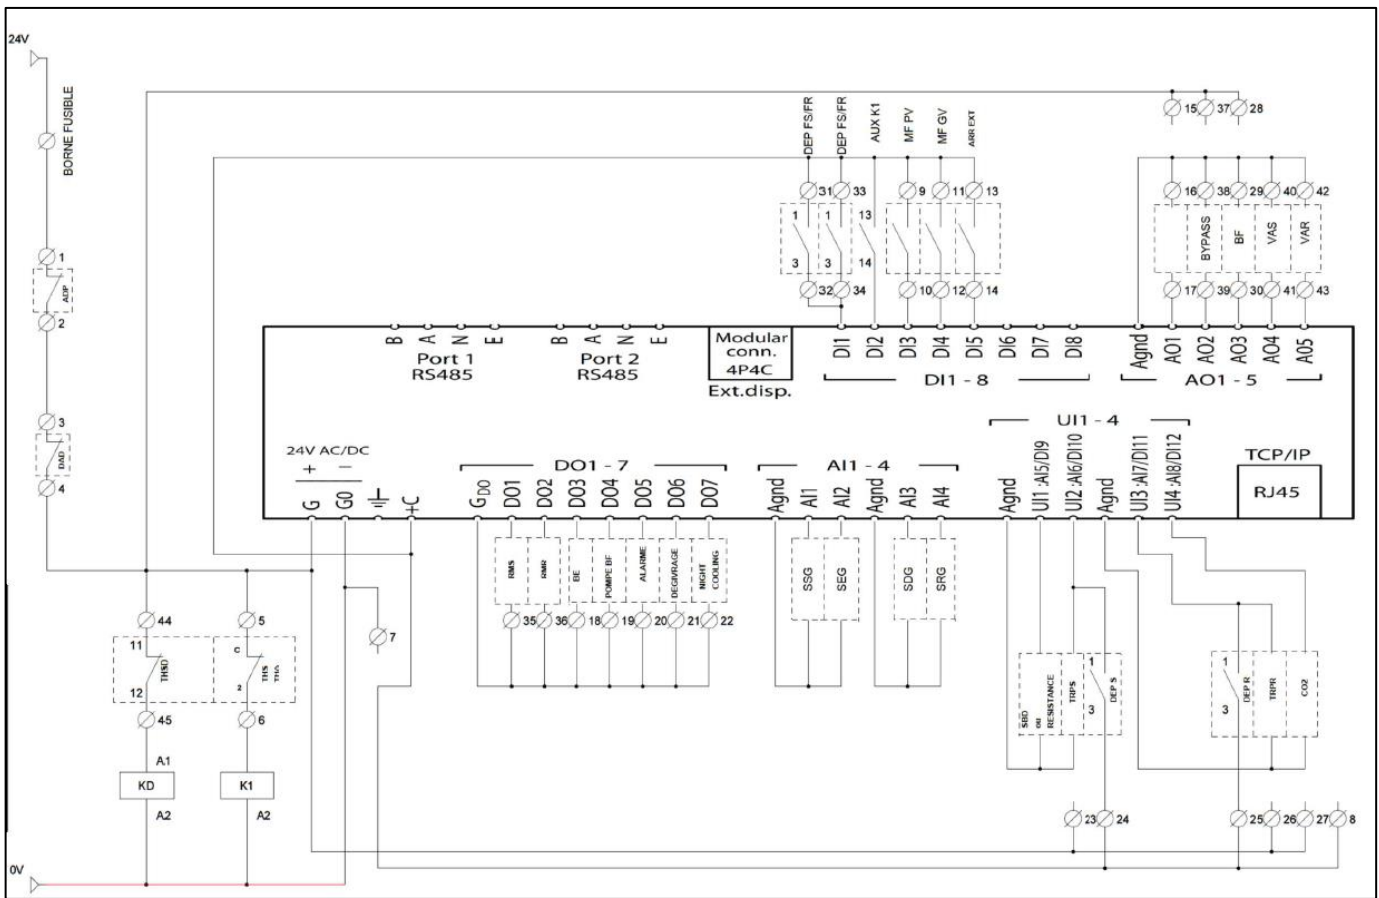 24V
BORNE FUSIBLE
15 37 28
DEP FS/FR
DEP FS/FR
AUX K1
MF PV
MF GV
ARR EXT
31 33 9 11 13
16 38 29 40 42
1 1 13
BYPASS
BF
VAS
VAR
3 3 14
32 34 10 12 14
17 39 30 41 43
1
ADP
2
B A N E
Port 1
RS485
B A N E
Port 2
RS485
Modular
conn.
4P4C
Ext.disp.
DI1 DI2 DI3 DI4 DI5 DI6 DI7 DI8
DI1 - 8
Agnd AO1 AO2 AO3 AO4 AO5
AO1 - 5
3
DAD
4
24V AC/DC
+ −
G G0 +C
DO1 - 7
GDO DO1 DO2 DO3 DO4 DO5 DO6 DO7
AI1 - 4
Agnd AI1 AI2 Agnd AI3 AI4
UI1 - 4
Agnd UI1 :AI5/DI9 UI2 :AI6/DI10 Agnd UI3 :AI7/DI11 UI4 :AI8/DI12
TCP/IP
RJ45
RMS
RMR
BE
POMPE BF
ALARME
DEGIVRAGE
NIGHT
COOLING
SSG
SEG
SDG
SRG
35 36 18 19 20 21 22
44 5 7
11
THSD
12
C
THS
2
45 6
A1
KD K1
A2 A2
SBD
ou
RESISTANCE
TRPS
1
DEP S
3
1
DEP R
3
TRPR
CO2
23 24 25 26 27 8
0V